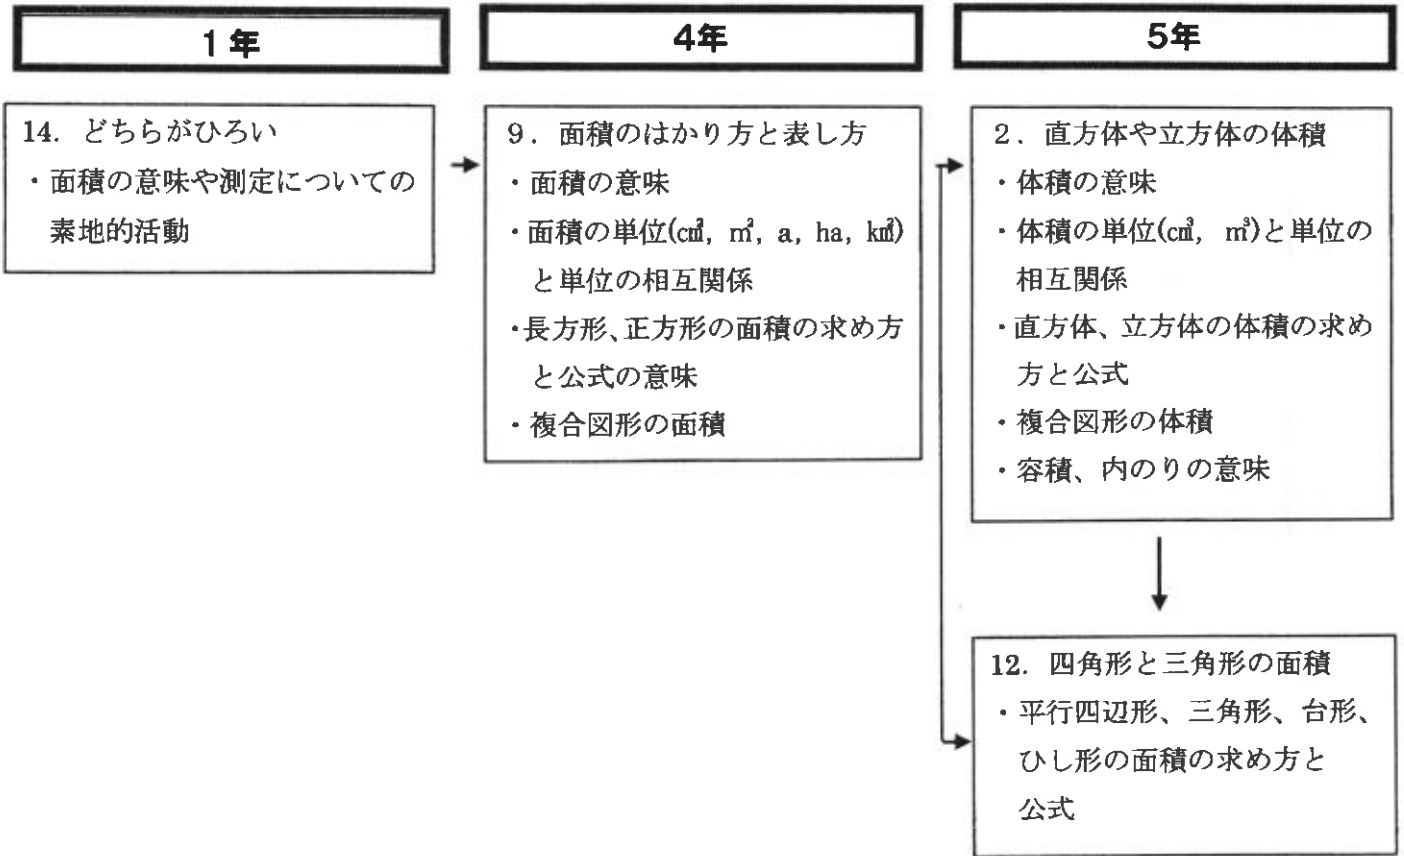 1年
4年
5年
14．どちらがひろい
・面積の意味や測定についての
素地的活動
9．面積のはかり方と表し方
・面積の意味
・面積の単位(㎠, ㎡, a, ha, ㎢)
と単位の相互関係
・長方形、正方形の面積の求め方
と公式の意味
・複合図形の面積
2．直方体や立方体の体積
・体積の意味
・体積の単位(㎤, ㎥)と単位の
相互関係
・直方体、立方体の体積の求め
方と公式
・複合図形の体積
・容積、内のりの意味
12．四角形と三角形の面積
・平行四辺形、三角形、台形、
ひし形の面積の求め方と
公式